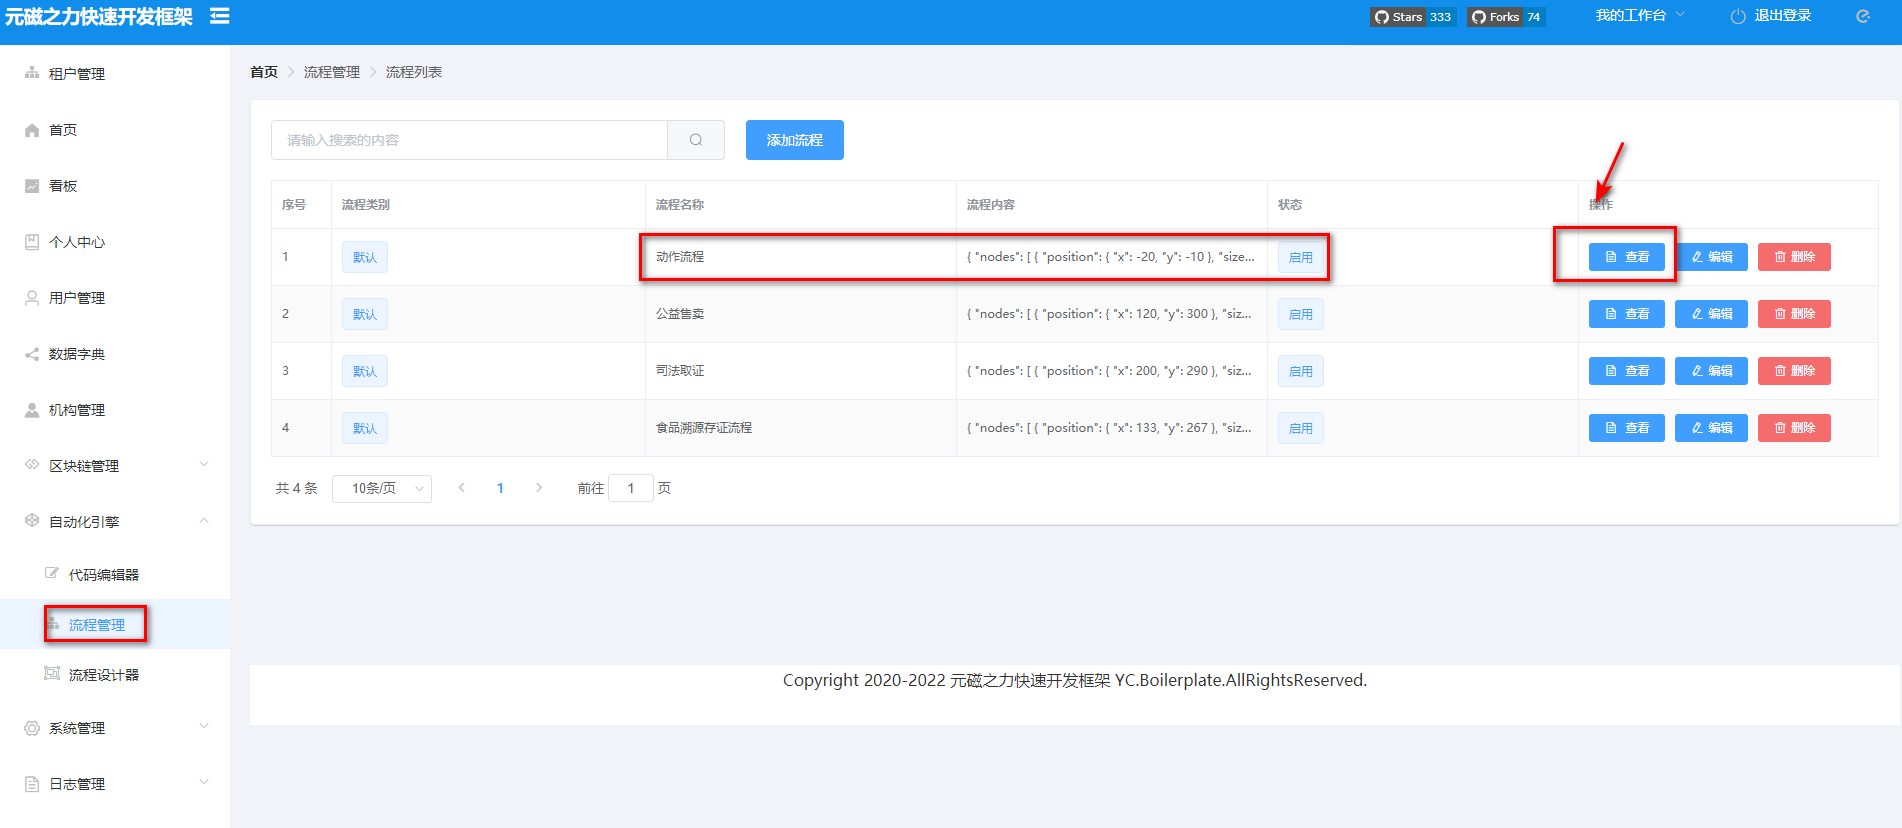 元磁之力快速开发框架
Stars 333
Forks 74
我的工作台
退出登录
租户管理
首页
看板
个人中心
用户管理
数据字典
机构管理
区块链管理
自动化引擎
代码编辑器
流程管理
流程设计器
系统管理
日志管理
首页 > 流程管理 > 流程列表
请输入搜索的内容
添加流程
序号 流程类别 流程名称 流程内容 状态 操作
1 默认 动作流程 { "nodes": [ { "position": { "x": -20, "y": -10 }, "size... 启用 查看 编辑 删除
2 默认 公益售卖 { "nodes": [ { "position": { "x": 120, "y": 300 }, "siz... 启用 查看 编辑 删除
3 默认 司法取证 { "nodes": [ { "position": { "x": 200, "y": 290 }, "siz... 启用 查看 编辑 删除
4 默认 食品溯源存证流程 { "nodes": [ { "position": { "x": 133, "y": 267 }, "siz... 启用 查看 编辑 删除
共 4 条 10条/页 1 前往 1 页
Copyright 2020-2022 元磁之力快速开发框架 YC.Boilerplate.AllRightsReserved.